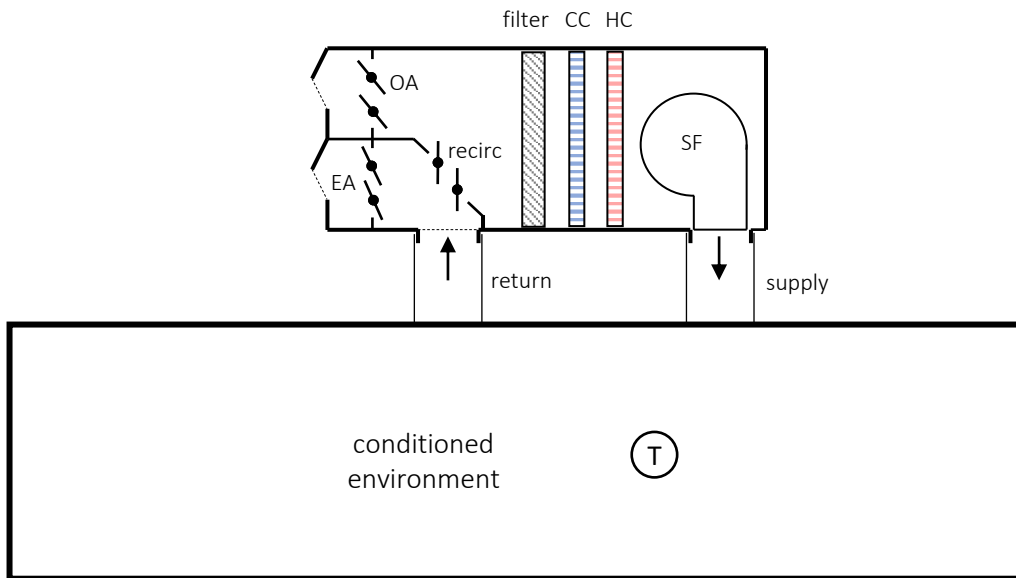 filter CC HC
OA
SF
recirc
EA
return
supply
conditioned
environment
T